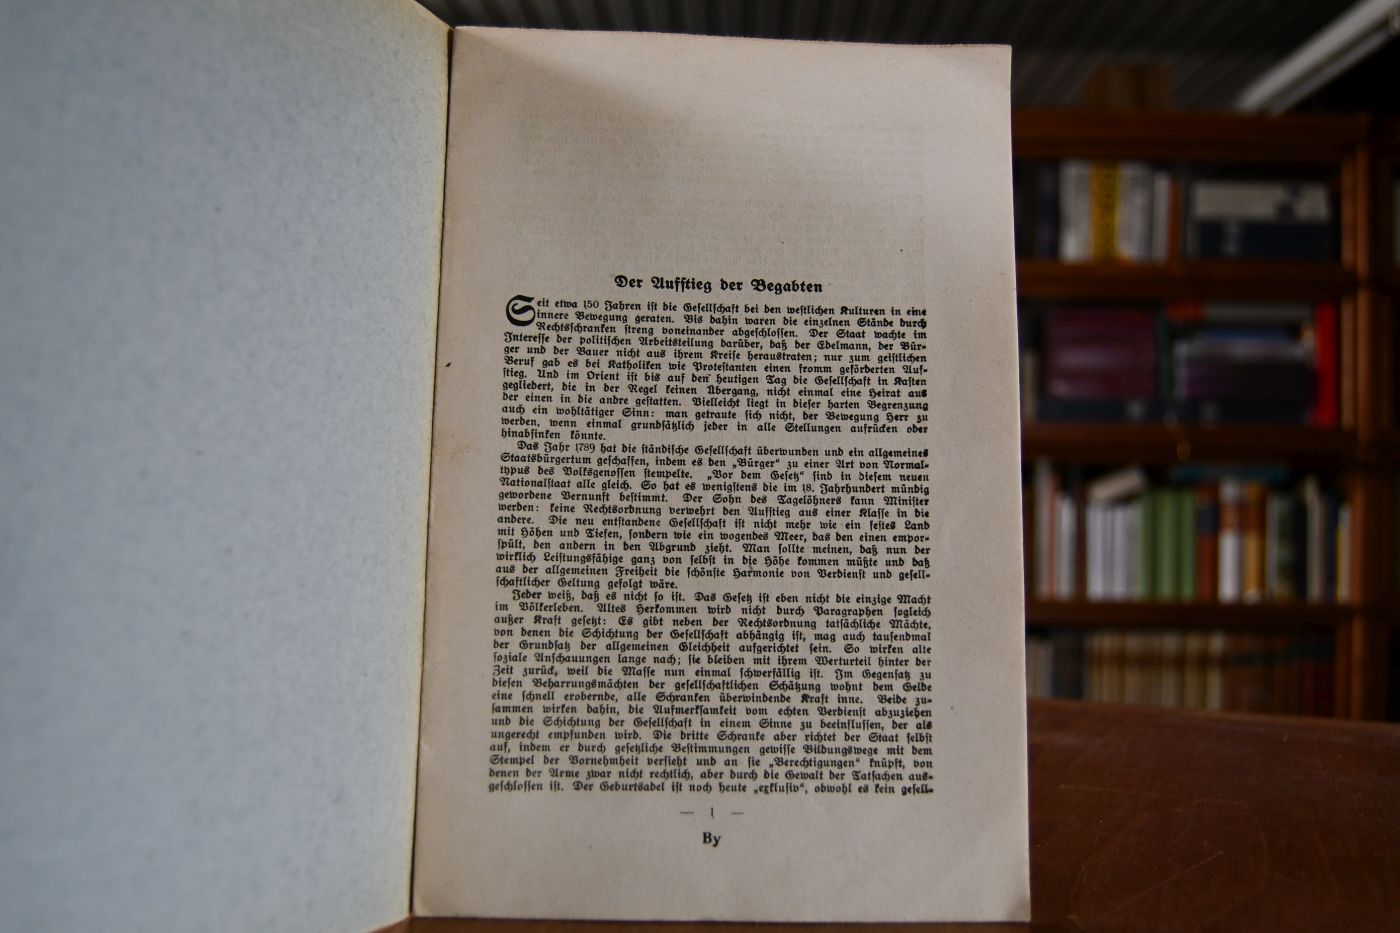 Der Aufstieg der Begabten
Seit etwa 150 Jahren ist die Gesellschaft bei den westlichen Kulturen in eine
innere Bewegung geraten. Bis dahin waren die einzelnen Stände durch
Rechtsschranken streng voneinander abgeschlossen. Der Staat wachte im
Interesse der politischen Arbeitsteilung darüber, daß der Edelmann, der Bür-
ger und der Bauer nicht aus ihrem Kreise heraustraten; nur zum geistlichen
Beruf gab es bei Katholiken wie Protestanten einen fromm geförderten Auf-
stieg. Und im Orient ist bis auf den heutigen Tag die Gesellschaft in Kasten
gegliedert, die in der Regel keinen Übergang, nicht einmal eine Heirat aus
der einen in die andre gestatten. Vielleicht liegt in dieser harten Begrenzung
auch ein wohltätiger Sinn: man getraute sich nicht, der Bewegung Herr zu
werden, wenn einmal grundsätzlich jeder in alle Stellungen aufrücken oder
hinabsinken könnte.
Das Jahr 1789 hat die ständische Gesellschaft überwunden und ein allgemeines
Staatsbürgertum geschaffen, indem es den „Bürger“ zu einer Art von Normal-
typus des Volksgenossen stempelte. „Vor dem Gesetz“ sind in diesem neuen
Nationalstaat alle gleich. So hat es wenigstens die im 18. Jahrhundert mündig
gewordene Vernunft bestimmt. Der Sohn des Tagelöhners kann Minister
werden: keine Rechtsordnung verwehrt den Aufstieg aus einer Klasse in die
andere. Die neu entstandene Gesellschaft ist nicht mehr wie ein festes Land
mit Höhen und Tiefen, sondern wie ein wogendes Meer, das den einen empor-
spült, den andern in den Abgrund zieht. Man sollte meinen, daß nun der
wirklich Leistungsfähige ganz von selbst in die Höhe kommen müßte und daß
aus der allgemeinen Freiheit die schönste Harmonie von Verdienst und gesell-
schaftlicher Geltung gefolgt wäre.
Jeder weiß, daß es nicht so ist. Das Gesetz ist eben nicht die einzige Macht
im Völkerleben. Altes Herkommen wird nicht durch Paragraphen sogleich
außer Kraft gesetzt: Es gibt neben der Rechtsordnung tatsächliche Mächte,
von denen die Schichtung der Gesellschaft abhängig ist, mag auch tausendmal
der Grundsatz der allgemeinen Gleichheit aufgerichtet sein. So wirken alte
soziale Anschauungen lange nach; sie bleiben mit ihrem Werturteil hinter der
Zeit zurück, weil die Masse nun einmal schwerfällig ist. Im Gegensatz zu
diesen Beharrungsmächten der gesellschaftlichen Schätzung wohnt dem Gelde
eine schnell erobernde, alle Schranken überwindende Kraft inne. Beide zu-
sammen wirken dahin, die Aufmerksamkeit vom echten Verdienst abzuziehen
und die Schichtung der Gesellschaft in einem Sinne zu beeinflussen, der als
ungerecht empfunden wird. Die dritte Schranke aber richtet der Staat selbst
auf, indem er durch gesetzliche Bestimmungen gewisse Bildungswege mit dem
Stempel der Vornehmheit versieht und an sie „Berechtigungen“ knüpft, von
denen der Arme zwar nicht rechtlich, aber durch die Gewalt der Tatsachen aus-
geschlossen ist. Der Geburtsadel ist noch heute „exklusiv“, obwohl es kein gesell-
— 1 —
By